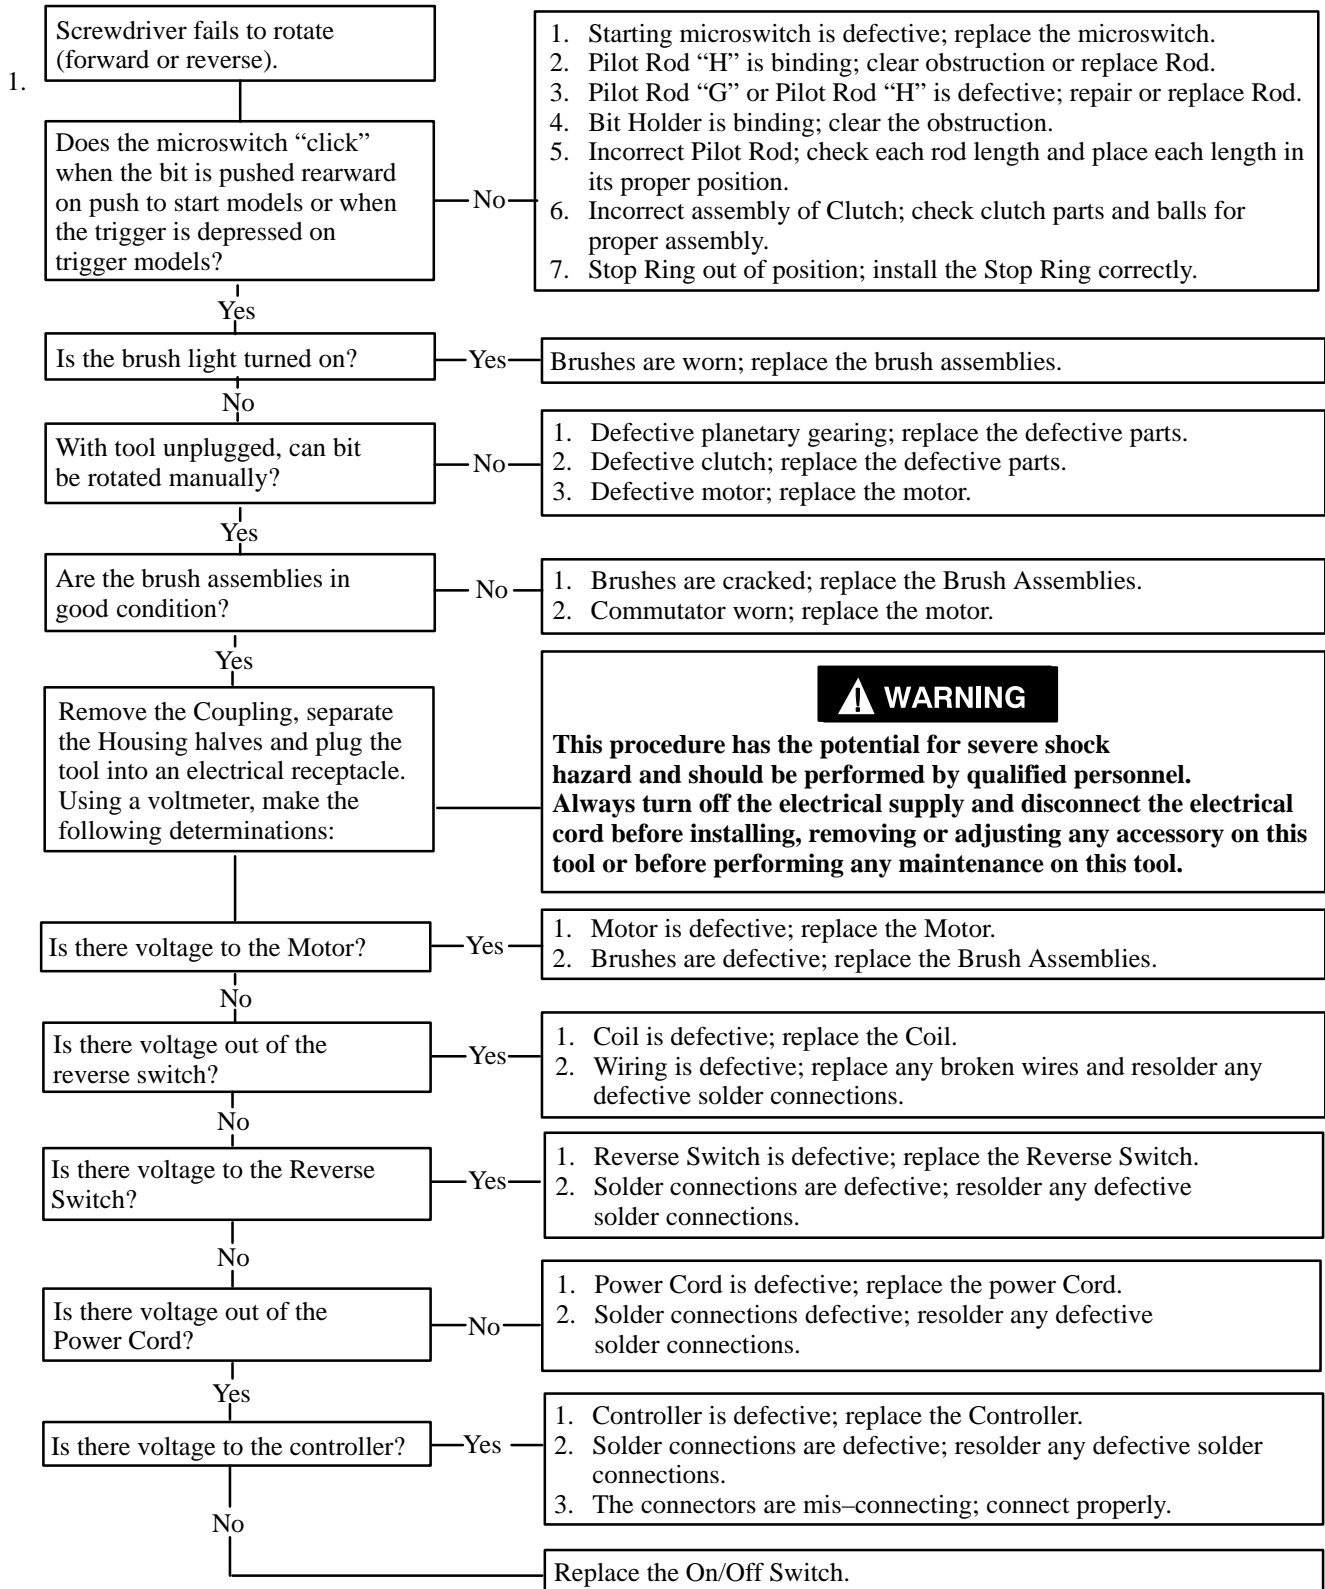 Screwdriver fails to rotate
(forward or reverse).
1.
Does the microswitch “click”
when the bit is pushed rearward
on push to start models or when
the trigger is depressed on
trigger models?
No
1. Starting microswitch is defective; replace the microswitch.
2. Pilot Rod “H” is binding; clear obstruction or replace Rod.
3. Pilot Rod “G” or Pilot Rod “H” is defective; repair or replace Rod.
4. Bit Holder is binding; clear the obstruction.
5. Incorrect Pilot Rod; check each rod length and place each length in
its proper position.
6. Incorrect assembly of Clutch; check clutch parts and balls for
proper assembly.
7. Stop Ring out of position; install the Stop Ring correctly.
Yes
Is the brush light turned on?
Yes
Brushes are worn; replace the brush assemblies.
No
With tool unplugged, can bit
be rotated manually?
No
1. Defective planetary gearing; replace the defective parts.
2. Defective clutch; replace the defective parts.
3. Defective motor; replace the motor.
Yes
Are the brush assemblies in
good condition?
No
1. Brushes are cracked; replace the Brush Assemblies.
2. Commutator worn; replace the motor.
Yes
Remove the Coupling, separate
the Housing halves and plug the
tool into an electrical receptacle.
Using a voltmeter, make the
following determinations:
WARNING
This procedure has the potential for severe shock
hazard and should be performed by qualified personnel.
Always turn off the electrical supply and disconnect the electrical
cord before installing, removing or adjusting any accessory on this
tool or before performing any maintenance on this tool.
Is there voltage to the Motor?
Yes
1. Motor is defective; replace the Motor.
2. Brushes are defective; replace the Brush Assemblies.
No
Is there voltage out of the
reverse switch?
Yes
1. Coil is defective; replace the Coil.
2. Wiring is defective; replace any broken wires and resolder any
defective solder connections.
No
Is there voltage to the Reverse
Switch?
Yes
1. Reverse Switch is defective; replace the Reverse Switch.
2. Solder connections are defective; resolder any defective
solder connections.
No
Is there voltage out of the
Power Cord?
No
1. Power Cord is defective; replace the power Cord.
2. Solder connections defective; resolder any defective
solder connections.
Yes
Is there voltage to the controller?
Yes
1. Controller is defective; replace the Controller.
2. Solder connections are defective; resolder any defective solder
connections.
3. The connectors are mis–connecting; connect properly.
No
Replace the On/Off Switch.